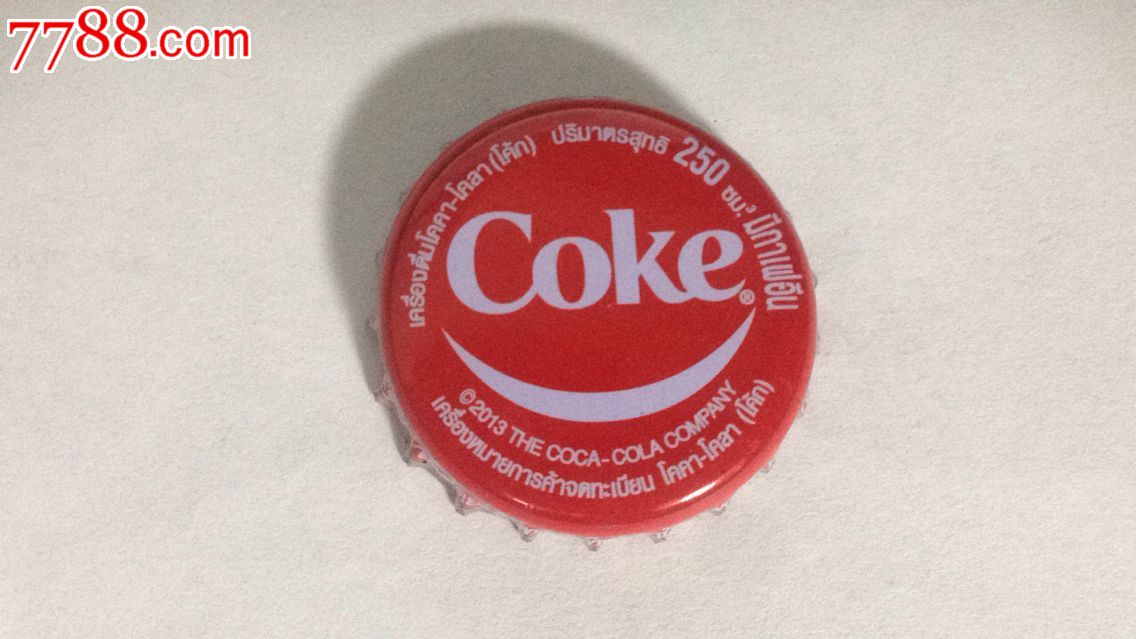 7788.com
เครื่องดื่มโคคา-โคลา (โค้ก) ปริมาตรสุทธิ 250 ซม.³ มีกาเฟอีน
Coke®
©2013 THE COCA-COLA COMPANY
เครื่องหมายการค้าจดทะเบียน โคคา-โคลา (โค้ก)